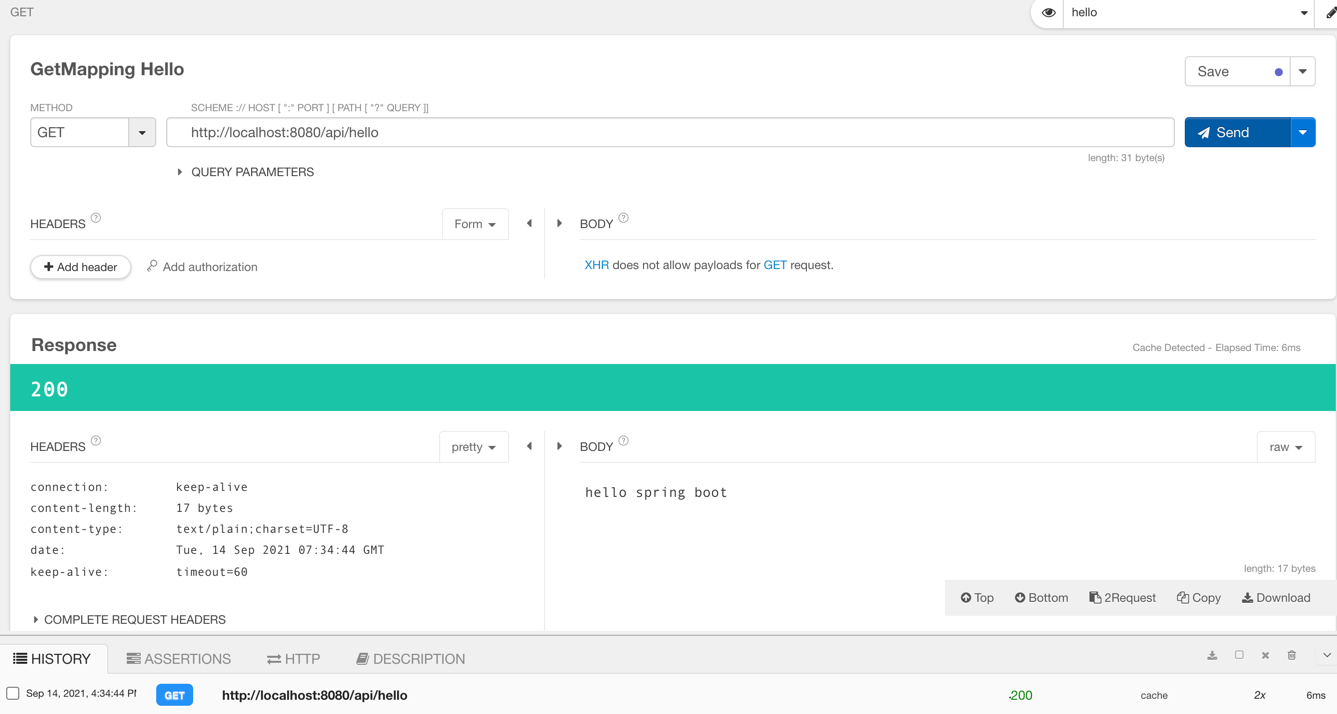 GET
hello
GetMapping Hello
Save
METHOD
SCHEME :// HOST [ ":" PORT ] [ PATH [ "?" QUERY ]]
GET
http://localhost:8080/api/hello
Send
length: 31 byte(s)
QUERY PARAMETERS
HEADERS ?
Form
BODY ?
Add header
Add authorization
XHR does not allow payloads for GET request.
Response
Cache Detected - Elapsed Time: 6ms
200
HEADERS ?
pretty
BODY ?
raw
connection: keep-alive
content-length: 17 bytes
content-type: text/plain;charset=UTF-8
date: Tue, 14 Sep 2021 07:34:44 GMT
keep-alive: timeout=60
hello spring boot
length: 17 bytes
Top Bottom 2Request Copy Download
COMPLETE REQUEST HEADERS
HISTORY ASSERTIONS HTTP DESCRIPTION
Sep 14, 2021, 4:34:44 PM GET http://localhost:8080/api/hello 200 cache 2x 6ms